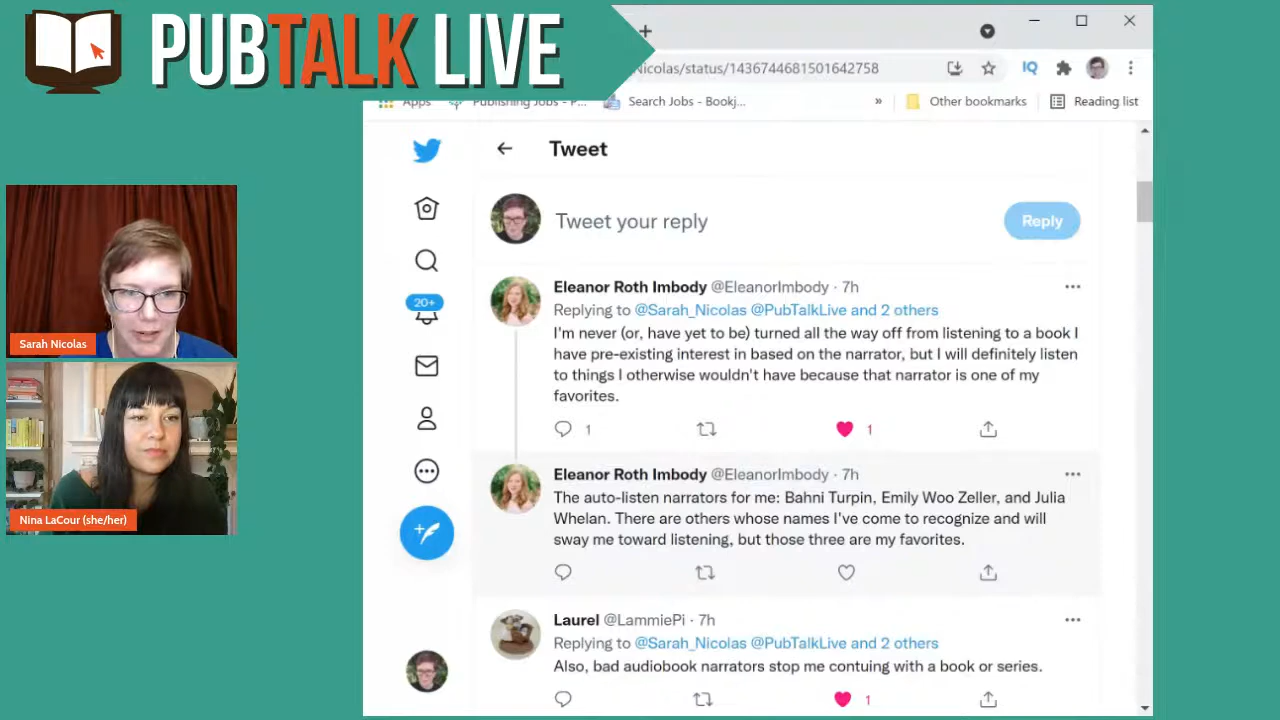 PUBTALK LIVE
Nicolas/status/1436744681501642758
IQ
Apps
Publishing Jobs - P...
Search Jobs - Bookj...
»
Other bookmarks
Reading list
Tweet
Tweet your reply
Reply
20+
Eleanor Roth Imbody @EleanorImbody · 7h
Replying to @Sarah_Nicolas @PubTalkLive and 2 others
I'm never (or, have yet to be) turned all the way off from listening to a book I
have pre-existing interest in based on the narrator, but I will definitely listen
to things I otherwise wouldn't have because that narrator is one of my
favorites.
1
1
Eleanor Roth Imbody @EleanorImbody · 7h
The auto-listen narrators for me: Bahni Turpin, Emily Woo Zeller, and Julia
Whelan. There are others whose names I've come to recognize and will
sway me toward listening, but those three are my favorites.
Laurel @LammiePi · 7h
Replying to @Sarah_Nicolas @PubTalkLive and 2 others
Also, bad audiobook narrators stop me contuing with a book or series.
1
Sarah Nicolas
Nina LaCour (she/her)